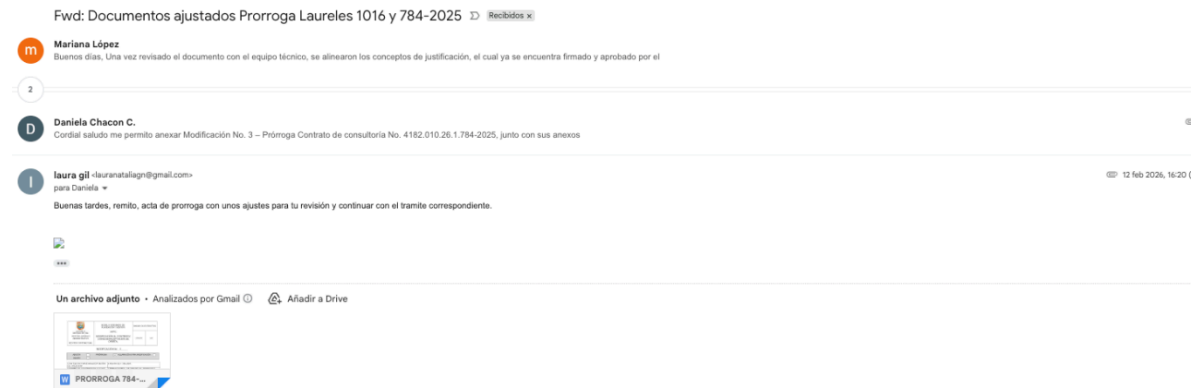 Fwd: Documentos ajustados Prorroga Laureles 1016 y 784-2025 Recibidos x
m
Mariana López
Buenos días, Una vez revisado el documento con el equipo técnico, se alinearon los conceptos de justificación, el cual ya se encuentra firmado y aprobado por el
2
D
Daniela Chacon C.
Cordial saludo me permito anexar Modificación No. 3 – Prórroga Contrato de consultoría No. 4182.010.26.1.784-2025, junto con sus anexos
l
laura gil <lauranataliagn@gmail.com> 12 feb 2026, 16:20 (
para Daniela
Buenas tardes, remito, acta de prorroga con unos ajustes para tu revisión y continuar con el tramite correspondiente.
Un archivo adjunto • Analizados por Gmail Añadir a Drive
W PRORROGA 784-...